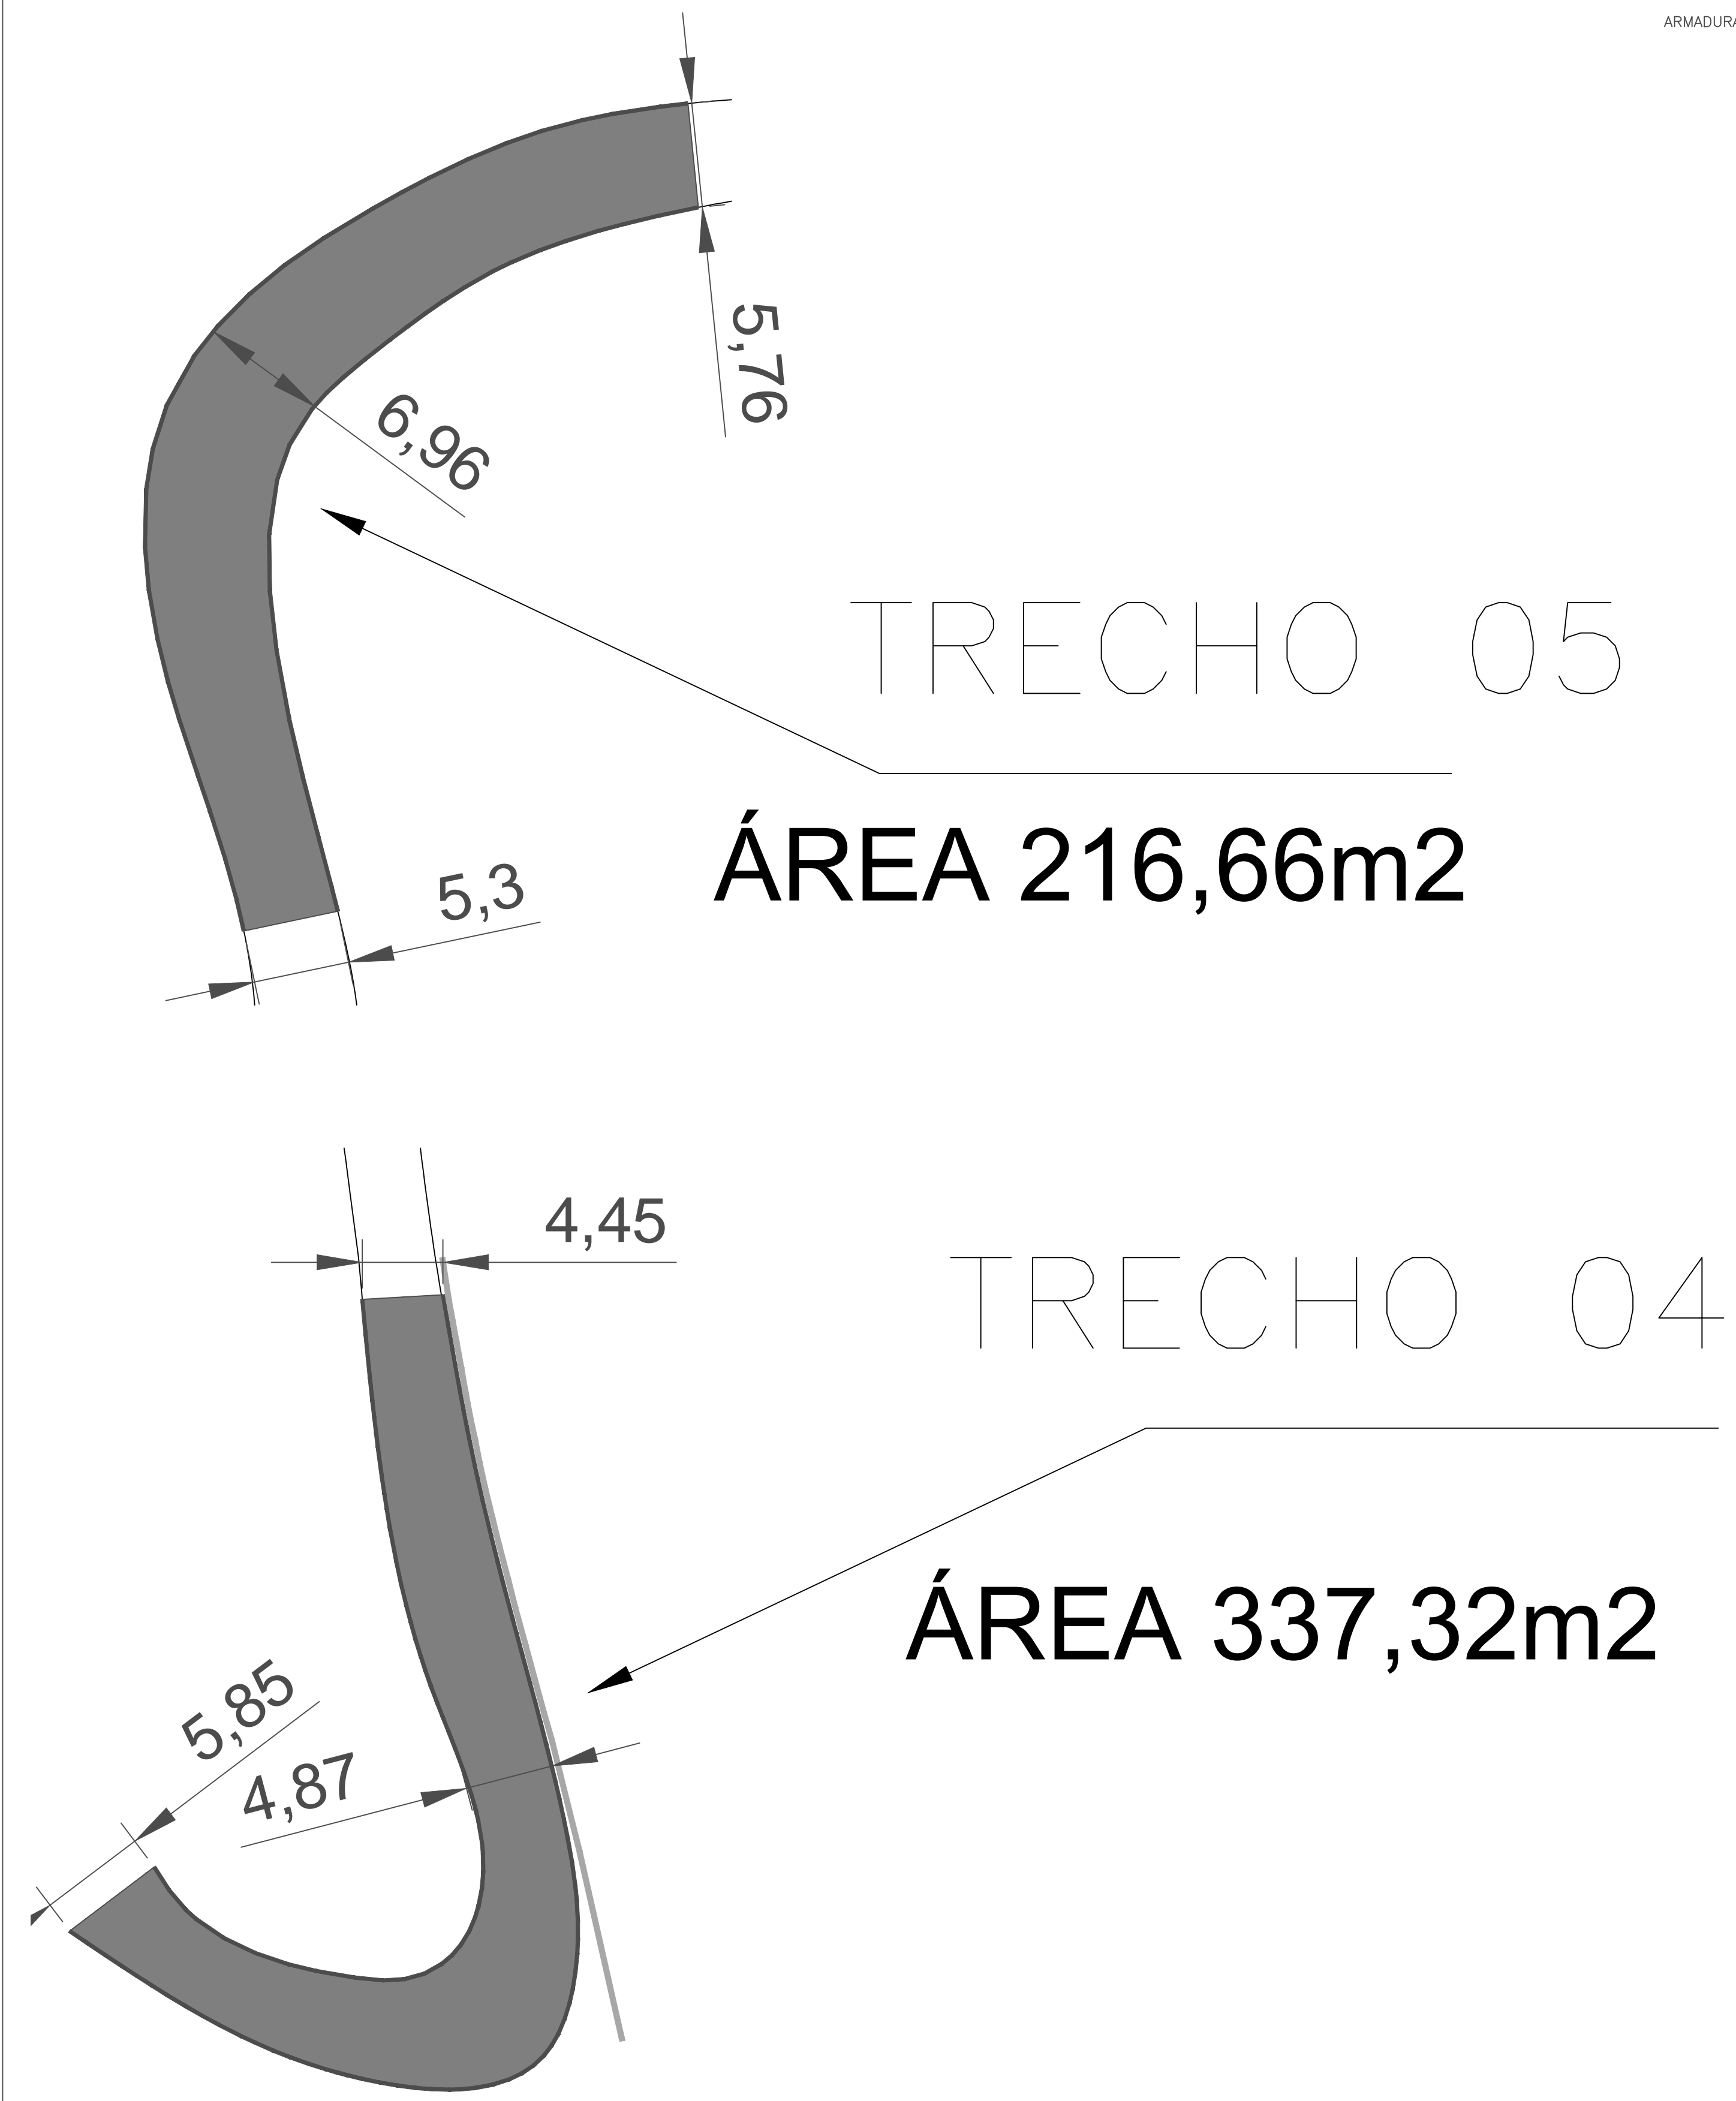 ARMADURA
5,76
6,96
TRECHO 05
ÁREA 216,66m2
5,3
4,45
TRECHO 04
ÁREA 337,32m2
5,85
4,87